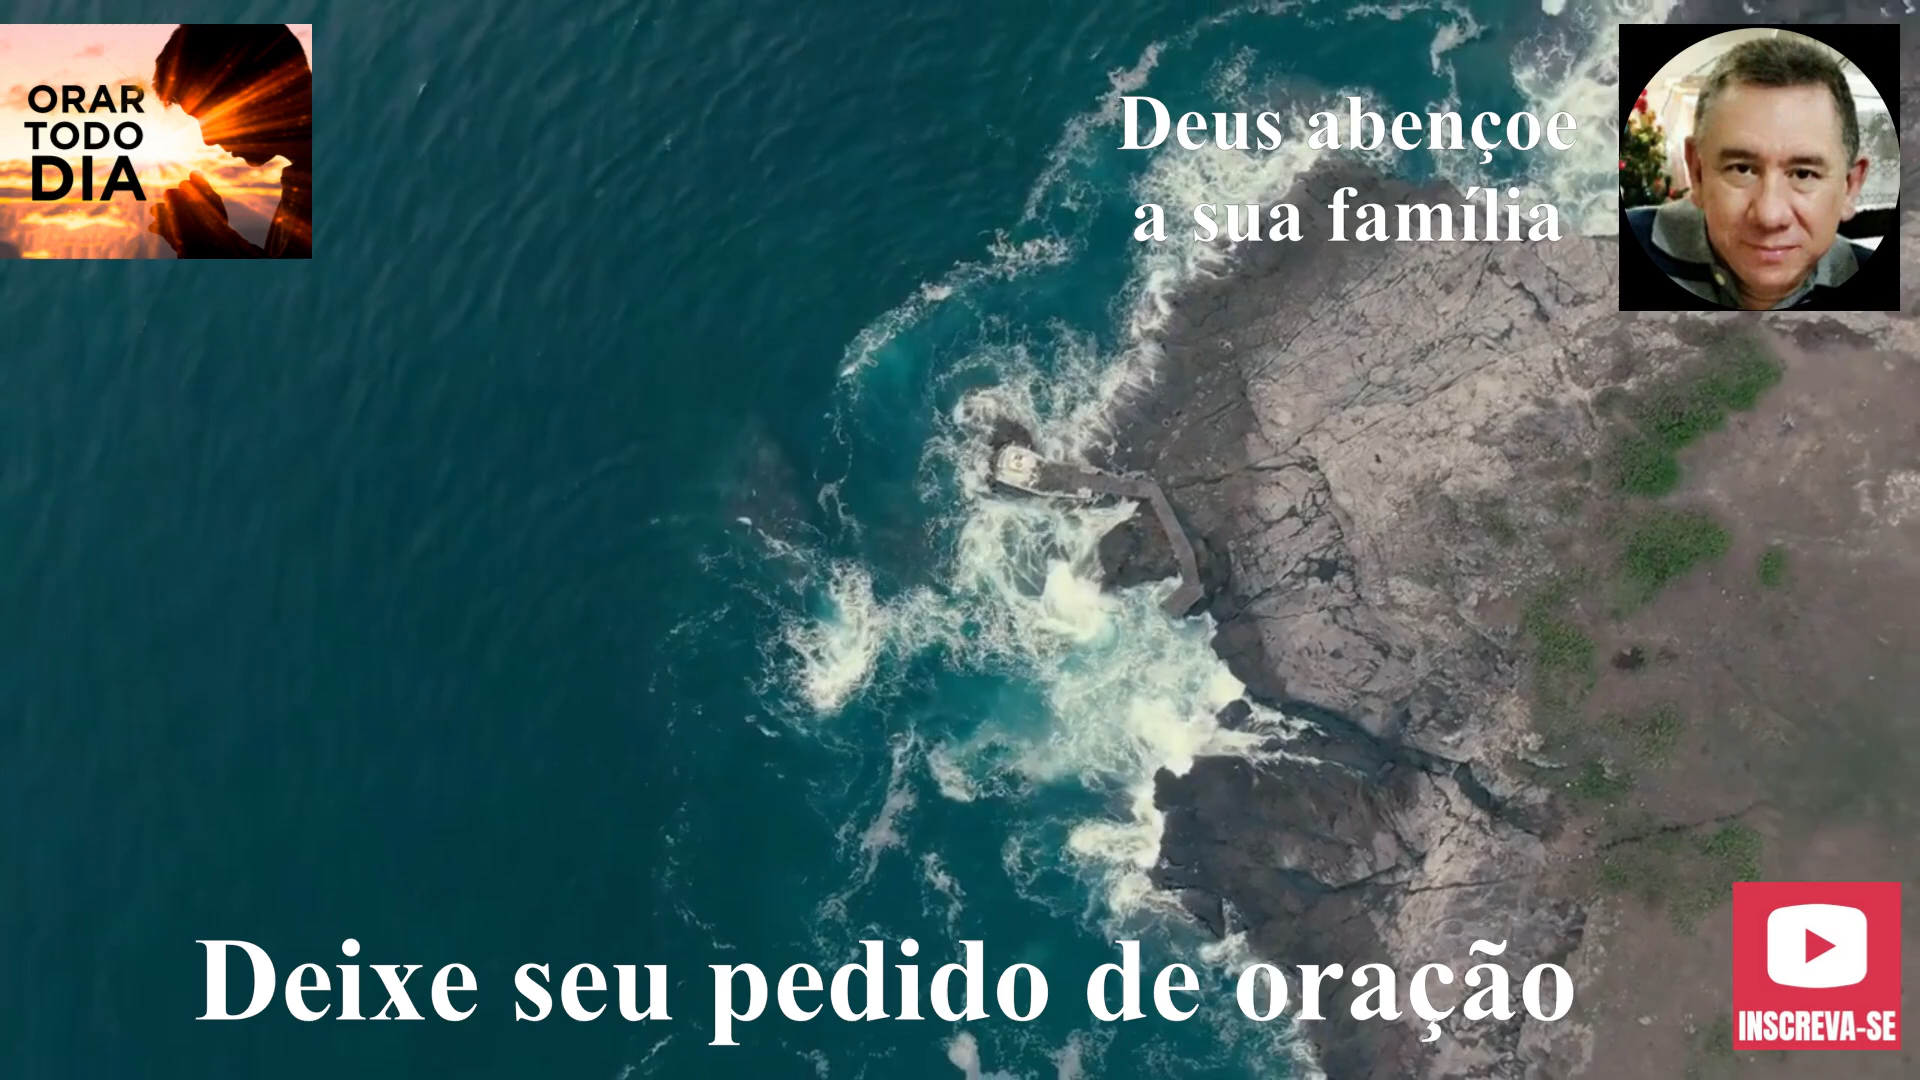 ORAR
TODO
DIA
Deus abençoe
a sua família
Deixe seu pedido de oração
INSCREVA-SE